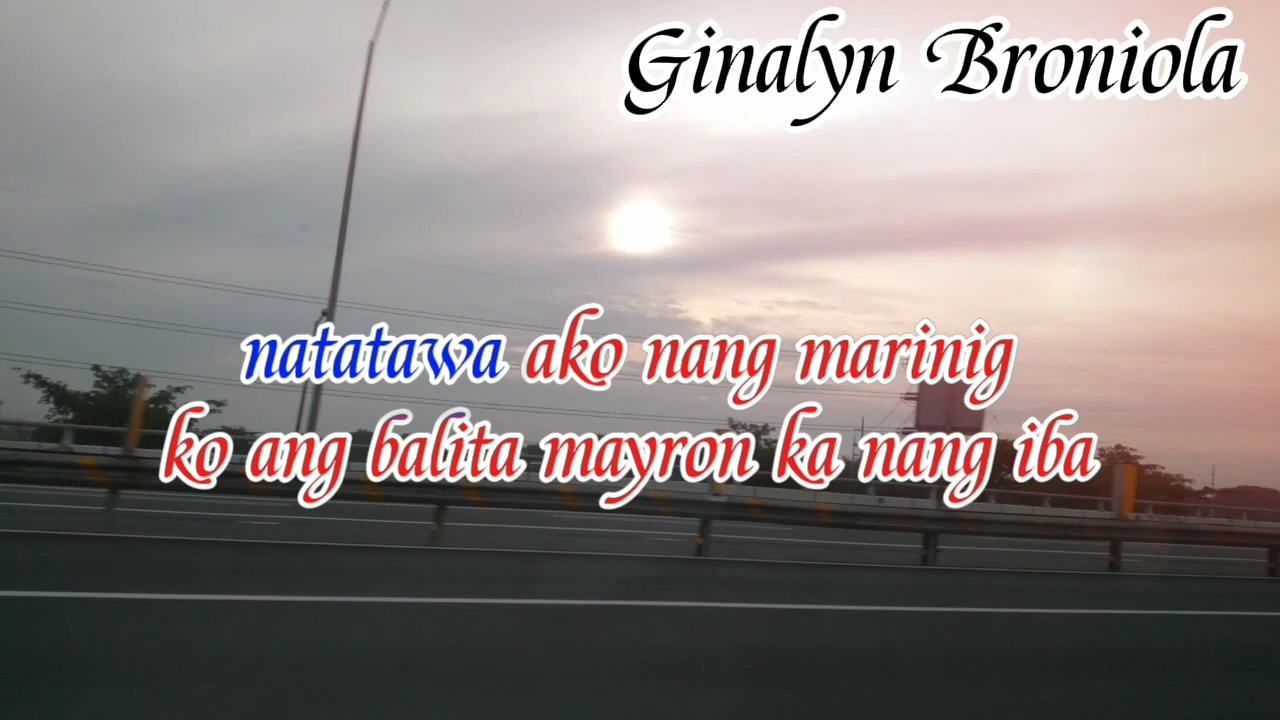 Ginalyn Broniola
natatawa ako nang marinig
ko ang balita mayron ka nang iba